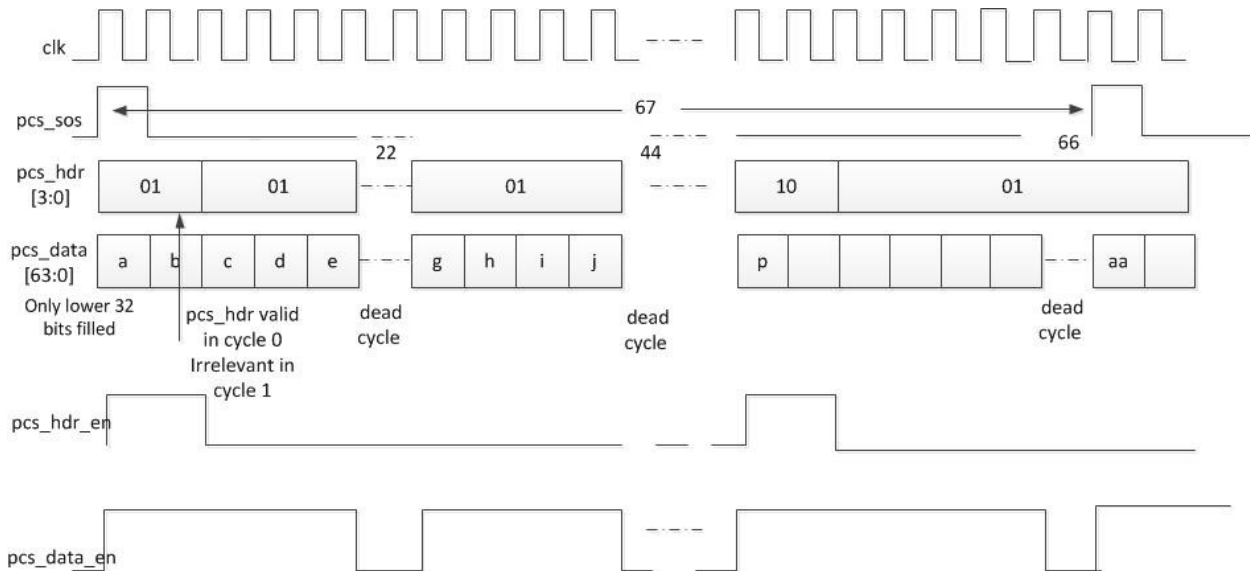 clk
67
pcs_sos
22
44
66
pcs_hdr
[3:0]
01
01
01
10
01
pcs_data
[63:0]
a
b
c
d
e
g
h
i
j
p
aa
Only lower 32
bits filled
pcs_hdr valid
in cycle 0
Irrelevant in
cycle 1
dead
cycle
dead
cycle
dead
cycle
pcs_hdr_en
pcs_data_en